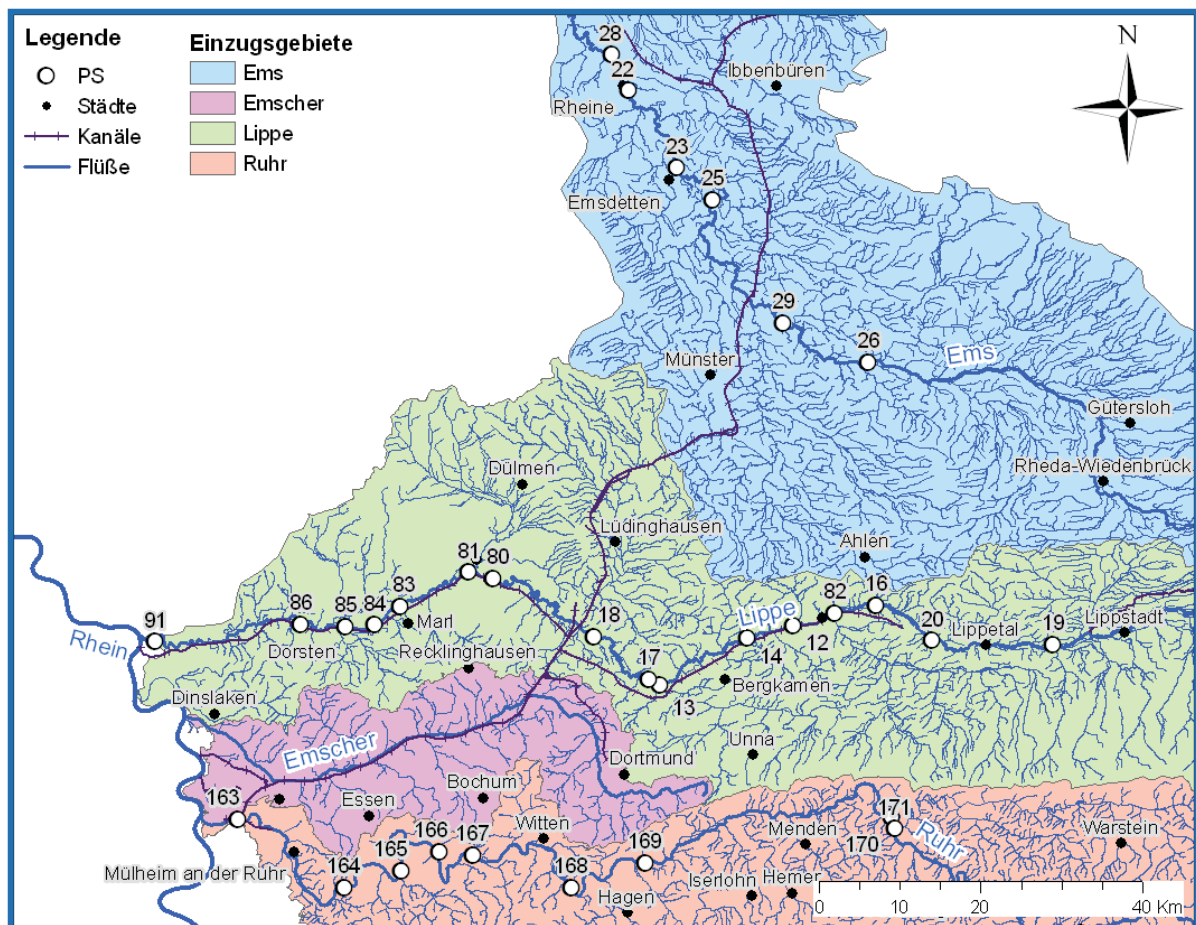 Legende
PS
Städte
Kanäle
Flüße
Einzugsgebiete
Ems
Emscher
Lippe
Ruhr
N
28
22
Ibbenbüren
Rheine
23
25
Emsdetten
29
26
Ems
Münster
Gütersloh
Rheda-Wiedenbrück
Dülmen
Lüdinghausen
Ahlen
81
80
83
86
85
84
91
Marl
Dorsten
Rhein
Recklinghausen
18
17
13
14
12
82
16
20
19
Lippe
Lippetal
Lippstadt
Bergkamen
Dinslaken
Unna
Emscher
Dortmund
Bochum
Essen
163
Witten
166
167
165
164
168
169
Mülheim an der Ruhr
Hagen
Menden
171
170
Ruhr
Warstein
Iserlohn
Hemer
0 10 20 40 Km